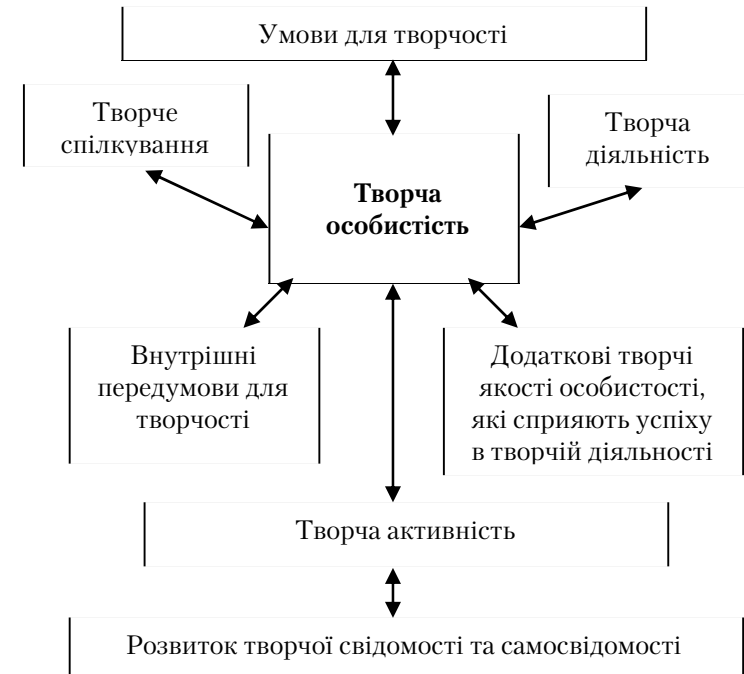 Умови для творчості
Творче
спілкування
Творча
діяльність
Творча
особистість
Внутрішні
передумови для
творчості
Додаткові творчі
якості особистості,
які сприяють успіху
в творчій діяльності
Творча активність
Розвиток творчої свідомості та самосвідомості